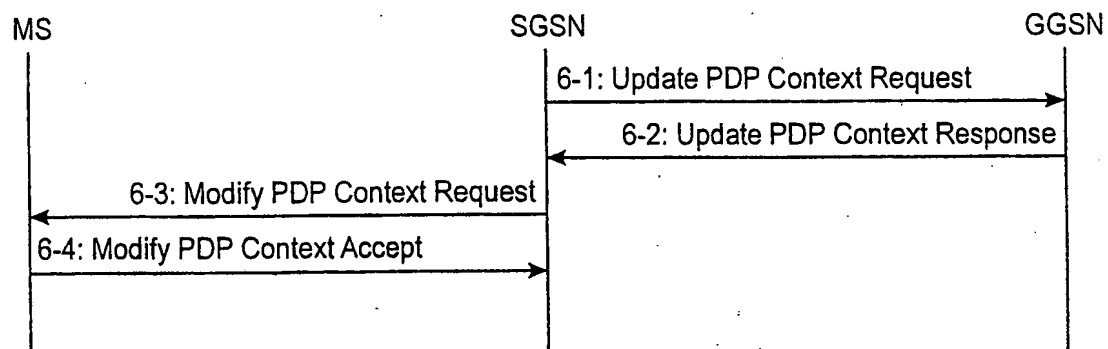 MS SGSN GGSN
6-1: Update PDP Context Request
6-2: Update PDP Context Response
6-3: Modify PDP Context Request
6-4: Modify PDP Context Accept